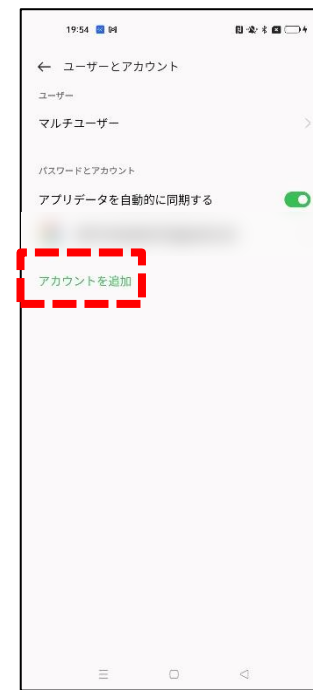 19:54
ユーザーとアカウント
ユーザー
マルチユーザー
パスワードとアカウント
アプリデータを自動的に同期する
アカウントを追加